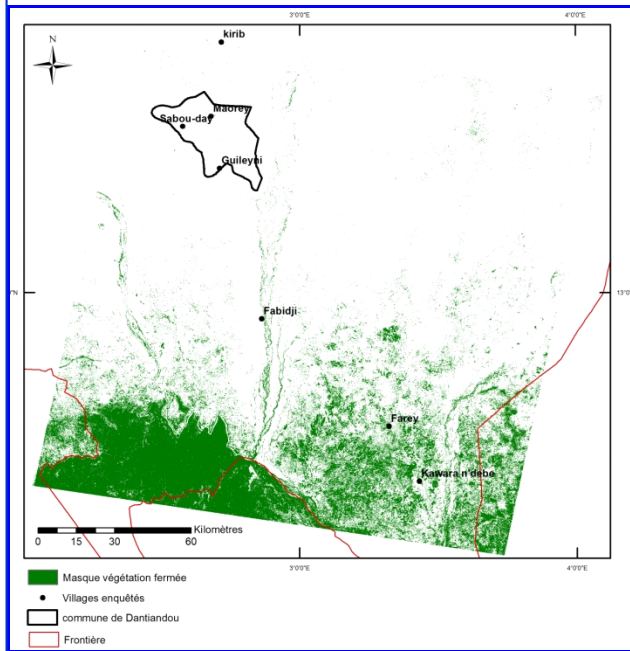 3°0'0"E 4°0'0"E
N
kirib
Maorey
Sabou-day
Guileyni
°N 13°
Fabidji
Farey
Kawara n'debe
Kilomètres
0 15 30 60
3°0'0"E 4°0'0"E
Masque végétation fermée
Villages enquêtés
commune de Dantiandou
Frontière